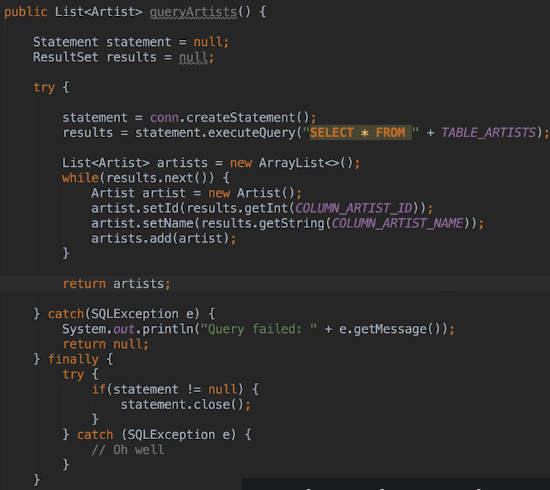 public List<Artist> queryArtists() {
Statement statement = null;
ResultSet results = null;
try {
statement = conn.createStatement();
results = statement.executeQuery("SELECT * FROM " + TABLE_ARTISTS);
List<Artist> artists = new ArrayList<>();
while(results.next()) {
Artist artist = new Artist();
artist.setId(results.getInt(COLUMN_ARTIST_ID));
artist.setName(results.getString(COLUMN_ARTIST_NAME));
artists.add(artist);
}
return artists;
} catch(SQLException e) {
System.out.println("Query failed: " + e.getMessage());
return null;
} finally {
try {
if(statement != null) {
statement.close();
}
} catch (SQLException e) {
// Oh well
}
}